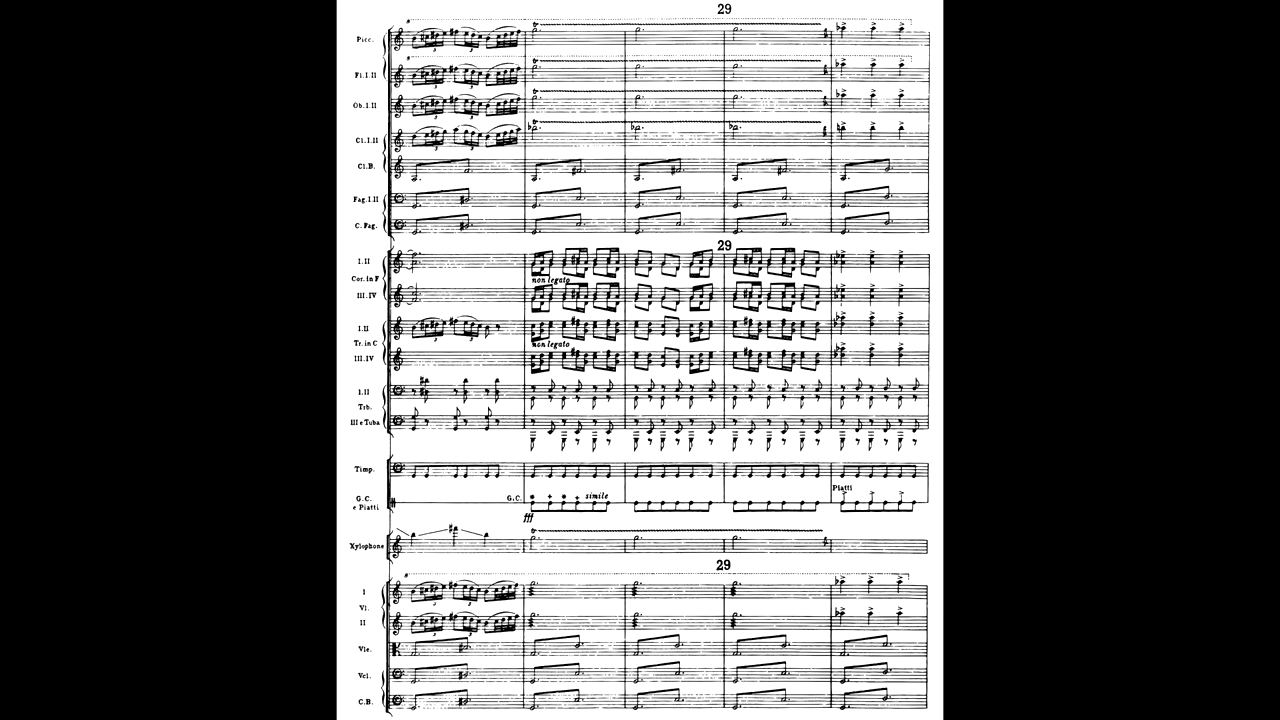 29
Picc.
Fl. I. II
Ob. I. II
Cl. I. II
Cl. B.
Fag. I. II
C. Fag.
29
I. II
Cor. in F
non legato
III. IV
I. II
Tr. in C
non legato
III. IV
I. II
Trb.
III e Tuba
Timp.
Piatti
G. C.
e Piatti
G.C.
simile
fff
Xylophone
29
I
Vl.
II
Vle.
Vcl.
C.B.